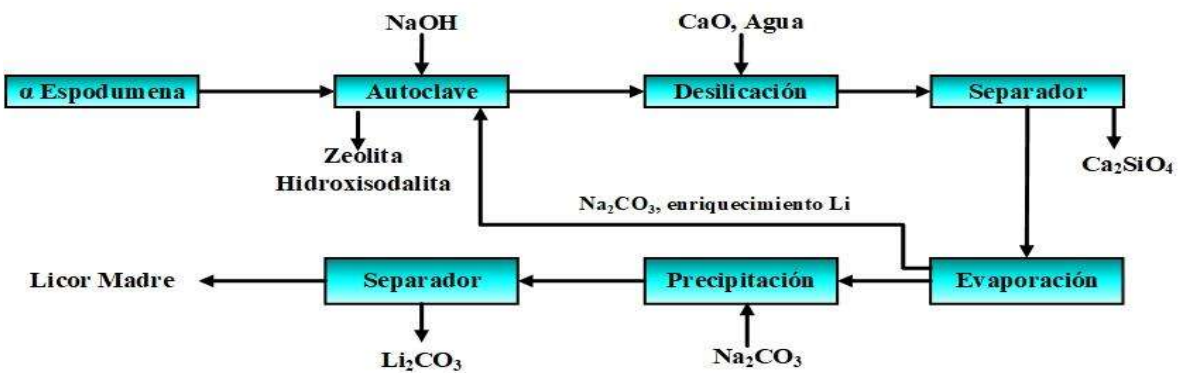 NaOH
CaO, Agua
α Espodumena
Autoclave
Desilicación
Separador
Zeolita
Hidroxisodalita
Ca₂SiO₄
Na₂CO₃, enriquecimiento Li
Licor Madre
Separador
Precipitación
Evaporación
Li₂CO₃
Na₂CO₃